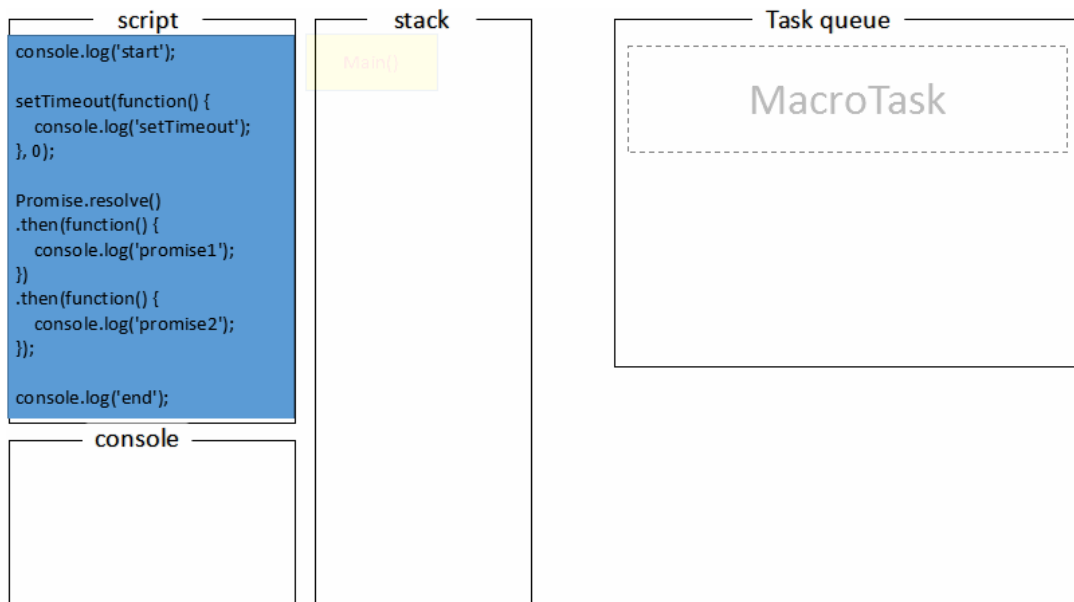 script
console.log('start');
setTimeout(function() {
console.log('setTimeout');
}, 0);
Promise.resolve()
.then(function() {
console.log('promise1');
})
.then(function() {
console.log('promise2');
});
console.log('end');
console
stack
Main()
Task queue
MacroTask